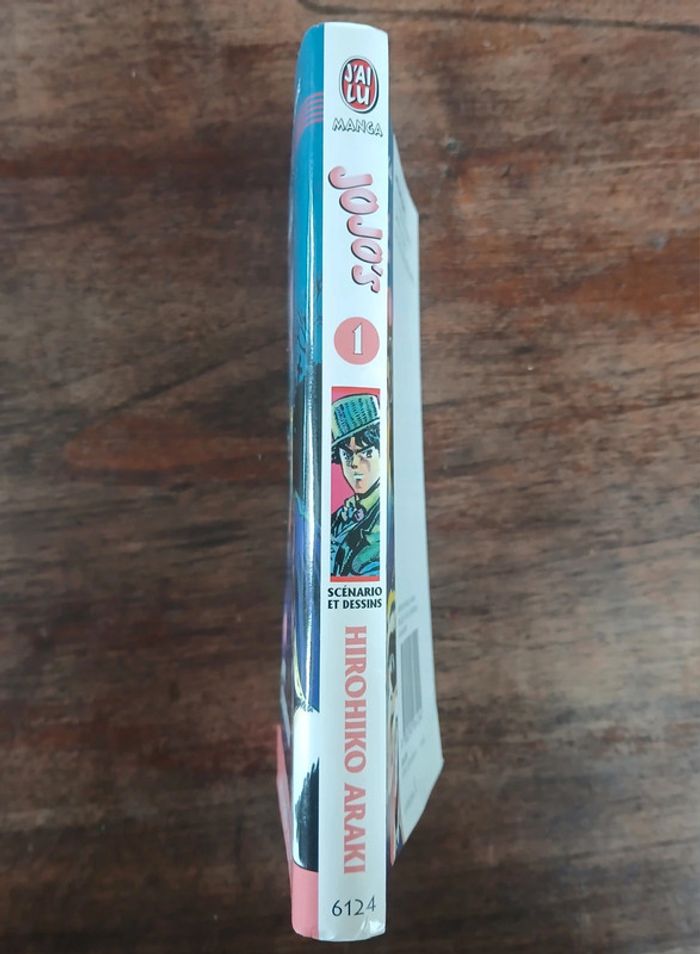 J'AI
LU
MANGA
JOJO'S
1
SCÉNARIO
ET DESSINS
HIROHIKO ARAKI
6124